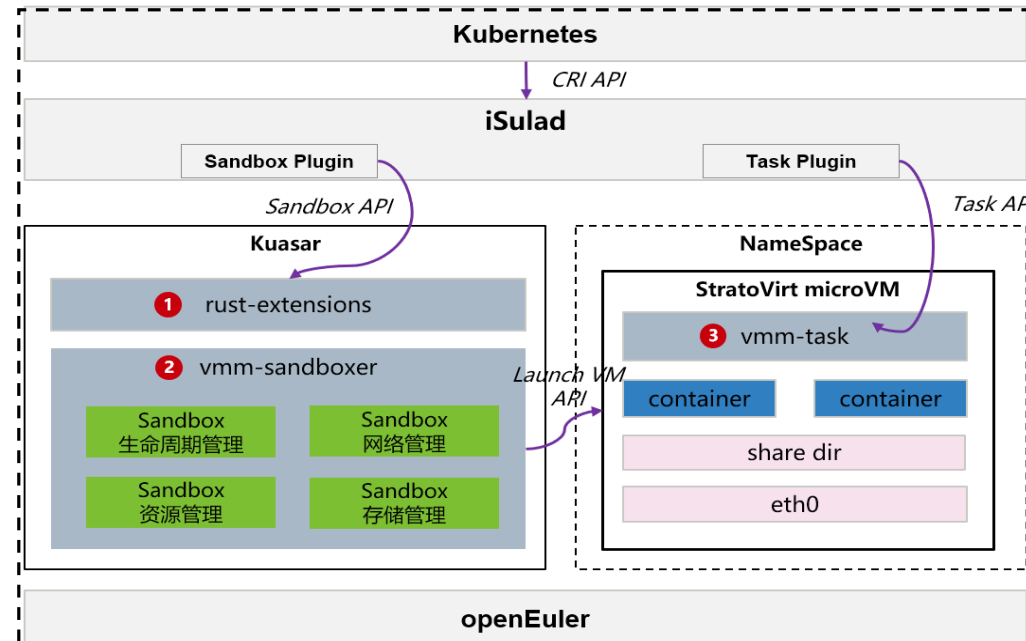 Kubernetes
CRI API
iSulad
Sandbox Plugin
Task Plugin
Sandbox API
Task AP
Kuasar
NameSpace
1 rust-extensions
StratoVirt microVM
3 vmm-task
2 vmm-sandboxer
Launch VM
API
container
container
Sandbox
生命周期管理
Sandbox
网络管理
share dir
Sandbox
资源管理
Sandbox
存储管理
eth0
openEuler